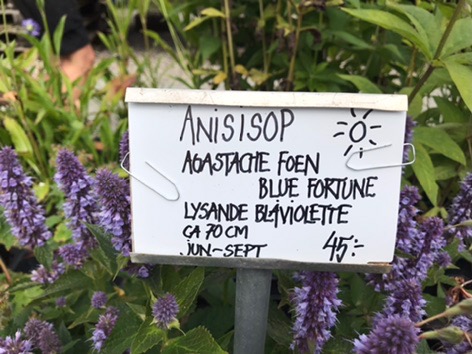 ANISISOP
AGASTACHE FOEN
BLUE FORTUNE
LYSANDE BLÅVIOLETTE
CA 70 CM
JUN-SEPT 45:-